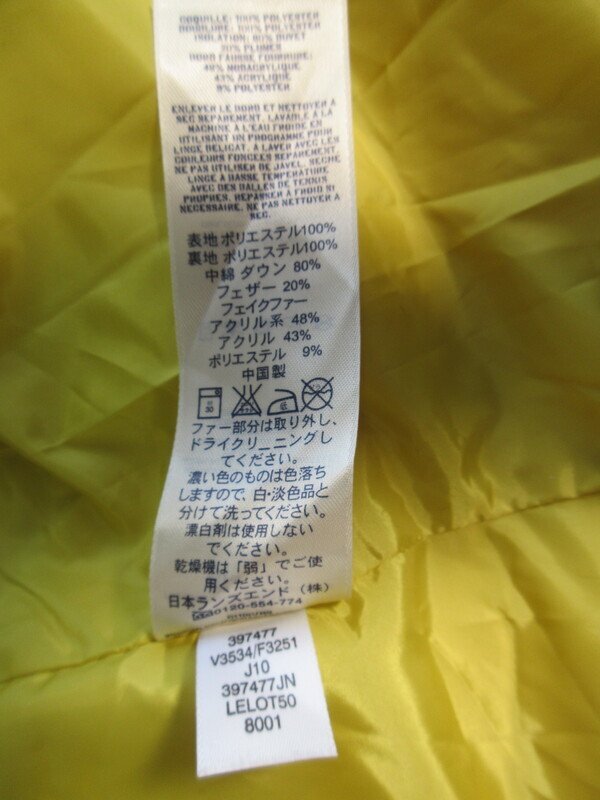 COQUILLE: 100% POLYESTER
DOUBLURE: 100% POLYESTER
ISOLATION: 80% DUVET
20% PLUMES
BORD FAUSSE FOURRURE:
48% MODACRYLIQUE
43% ACRYLIQUE
9% POLYESTER
ENLEVER LE BORD ET NETTOYER A
SEC SEPAREMENT. LAVABLE A LA
MACHINE A L'EAU FROIDE EN
UTILISANT UN PROGRAMME POUR
LINGE DELICAT. A LAVER AVEC LES
COULEURS FONCEES SEPAREMENT.
NE PAS UTILISER DE JAVEL. SECHE
LINGE A BASSE TEMPERATURE
AVEC DES BALLES DE TENNIS
PROPRES. REPASSER A FROID SI
NECESSAIRE. NE PAS NETTOYER A
SEC.
表地 ポリエステル100%
裏地 ポリエステル100%
中綿 ダウン 80%
フェザー 20%
フェイクファー
アクリル系 48%
アクリル 43%
ポリエステル 9%
中国製
30 低
ファー部分は取り外し、
ドライクリ_ニングし
てください。
濃い色のものは色落ち
しますので、白・淡色品と
分けて洗ってください。
漂白剤は使用しない
でください。
乾燥機は「弱」でご使
用ください。
日本ランズエンド（株）
0120-554-774
397477
V3534/F3251
J10
397477JN
LELOT50
8001